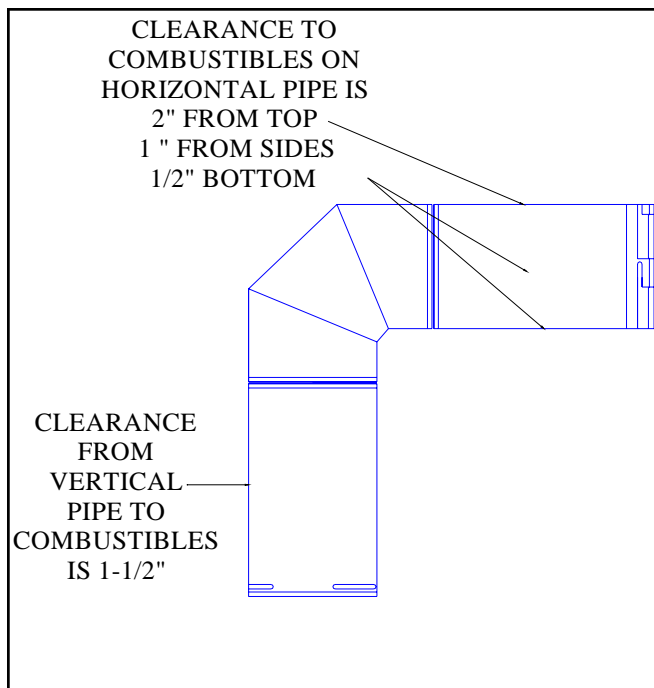 CLEARANCE TO
COMBUSTIBLES ON
HORIZONTAL PIPE IS
2" FROM TOP
1 " FROM SIDES
1/2" BOTTOM
CLEARANCE
FROM
VERTICAL
PIPE TO
COMBUSTIBLES
IS 1-1/2"